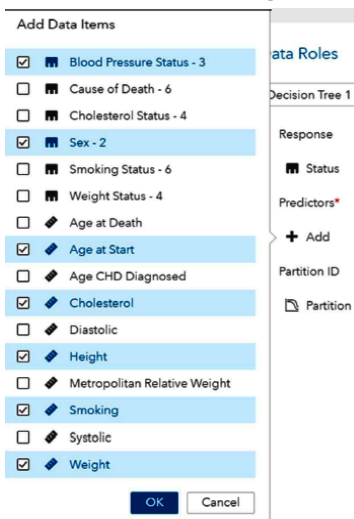 Add Data Items
Blood Pressure Status - 3
Cause of Death - 6
Cholesterol Status - 4
Sex - 2
Smoking Status - 6
Weight Status - 4
Age at Death
Age at Start
Age CHD Diagnosed
Cholesterol
Diastolic
Height
Metropolitan Relative Weight
Smoking
Systolic
Weight
OK Cancel
ata Roles
Decision Tree 1
Response
Status
Predictors*
+ Add
Partition ID
Partition